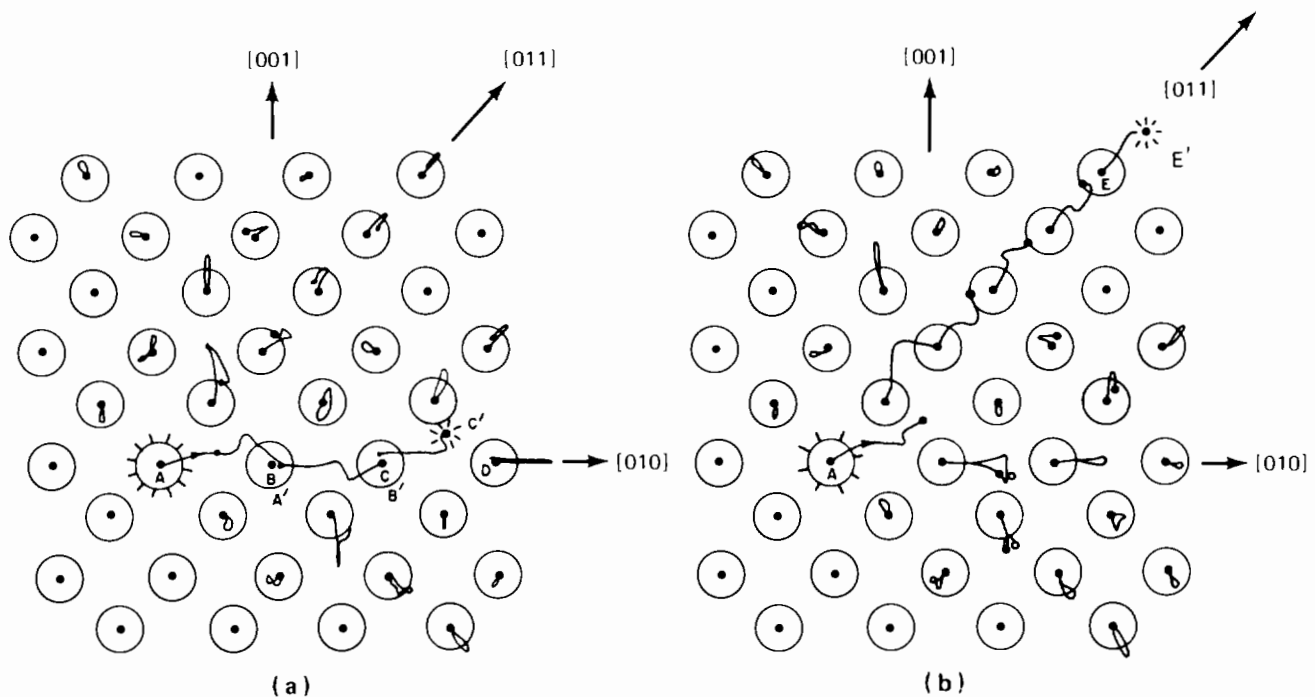 [001]
[011]
A
B
A'
C
B'
C'
D
[010]
(a)
[001]
[011]
E
E'
A
[010]
(b)